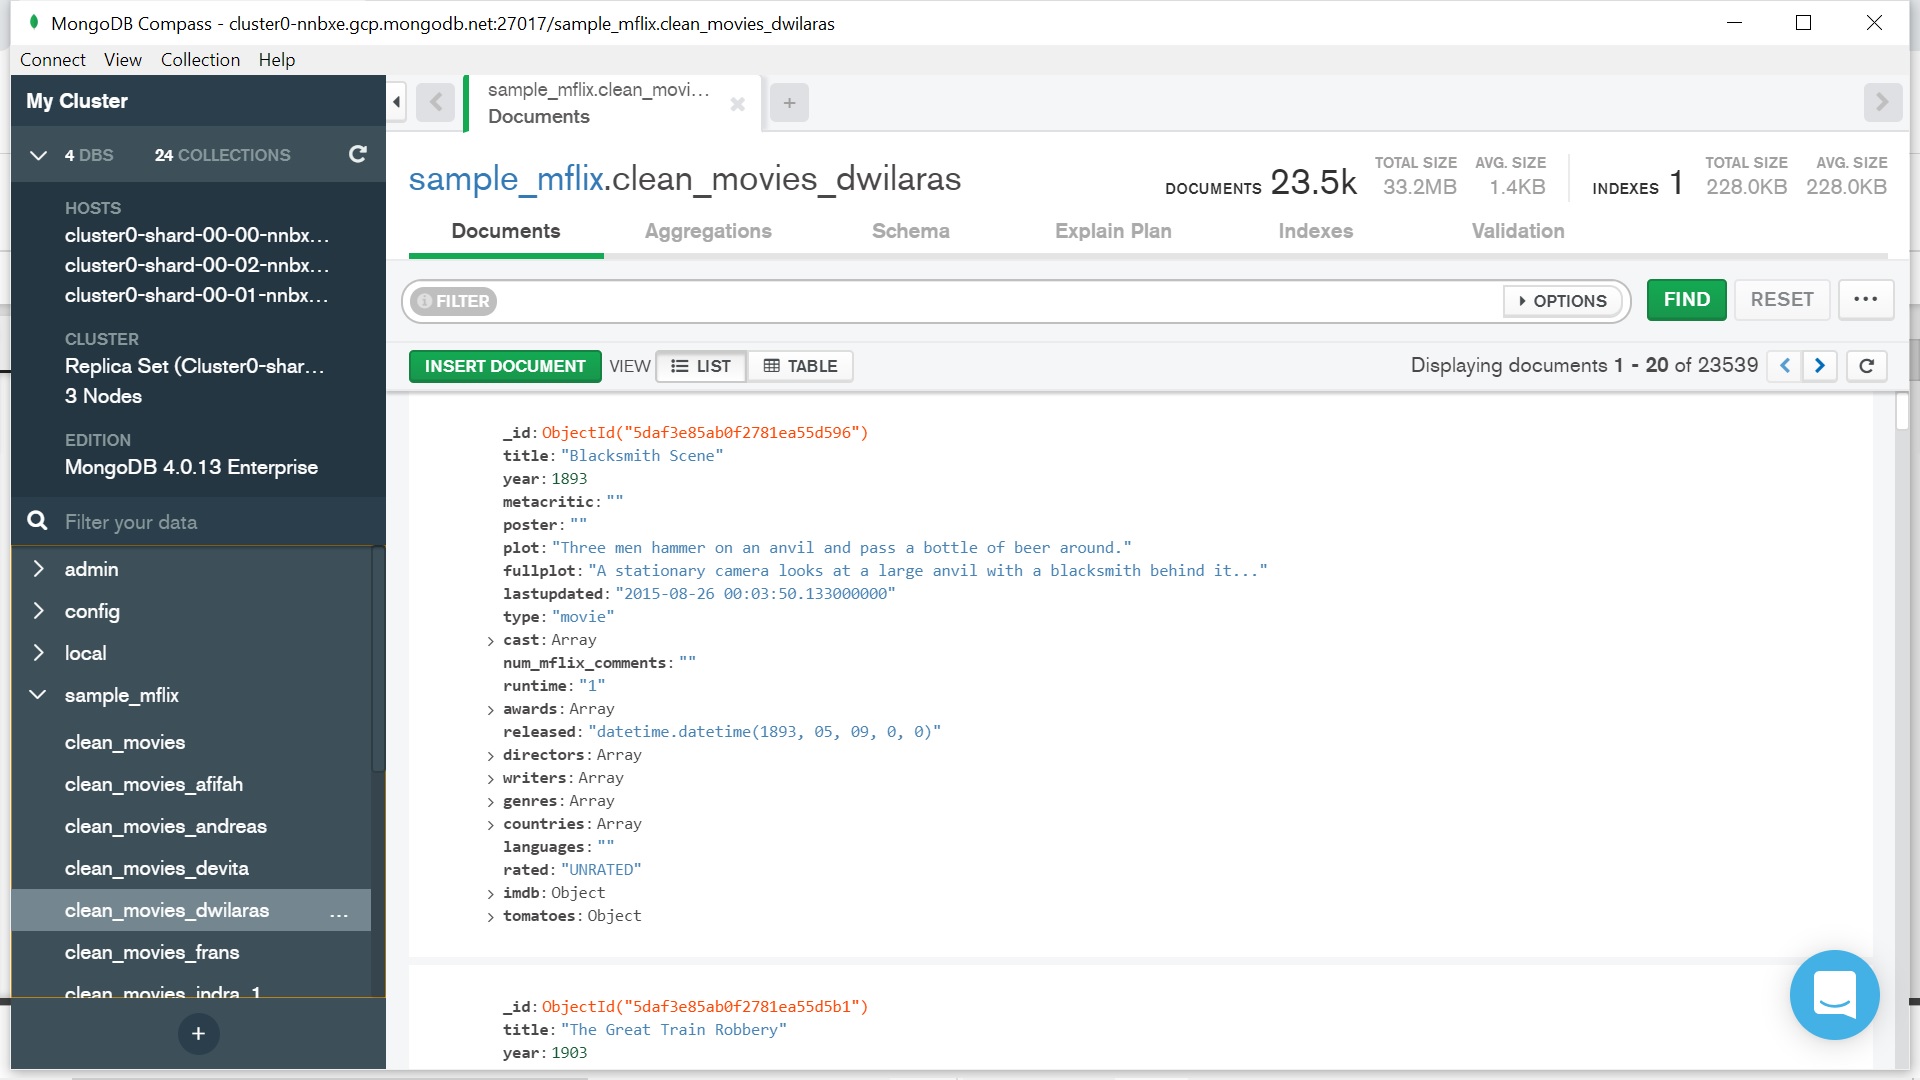 MongoDB Compass - cluster0-nnbxe.gcp.mongodb.net:27017/sample_mflix.clean_movies_dwilaras
Connect View Collection Help
My Cluster
4 DBS 24 COLLECTIONS
HOSTS
cluster0-shard-00-00-nnbx...
cluster0-shard-00-02-nnbx...
cluster0-shard-00-01-nnbx...
CLUSTER
Replica Set (Cluster0-shar...
3 Nodes
EDITION
MongoDB 4.0.13 Enterprise
Filter your data
admin
config
local
sample_mflix
clean_movies
clean_movies_afifah
clean_movies_andreas
clean_movies_devita
clean_movies_dwilaras ...
clean_movies_frans
clean_movies_indra_1
sample_mflix.clean_movi...
Documents
sample_mflix.clean_movies_dwilaras
DOCUMENTS 23.5k TOTAL SIZE 33.2MB AVG. SIZE 1.4KB INDEXES 1 TOTAL SIZE 228.0KB AVG. SIZE 228.0KB
Documents Aggregations Schema Explain Plan Indexes Validation
FILTER OPTIONS FIND RESET ...
INSERT DOCUMENT VIEW LIST TABLE Displaying documents 1 - 20 of 23539
_id: ObjectId("5daf3e85ab0f2781ea55d596")
title: "Blacksmith Scene"
year: 1893
metacritic: ""
poster: ""
plot: "Three men hammer on an anvil and pass a bottle of beer around."
fullplot: "A stationary camera looks at a large anvil with a blacksmith behind it..."
lastupdated: "2015-08-26 00:03:50.133000000"
type: "movie"
cast: Array
num_mflix_comments: ""
runtime: "1"
awards: Array
released: "datetime.datetime(1893, 05, 09, 0, 0)"
directors: Array
writers: Array
genres: Array
countries: Array
languages: ""
rated: "UNRATED"
imdb: Object
tomatoes: Object
_id: ObjectId("5daf3e85ab0f2781ea55d5b1")
title: "The Great Train Robbery"
year: 1903